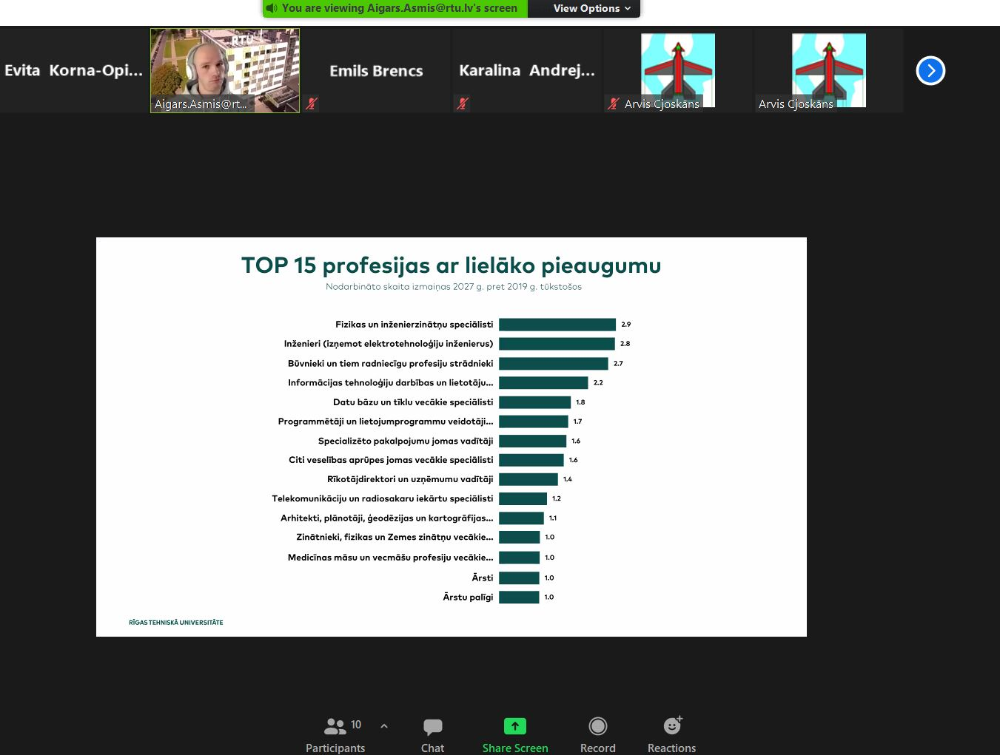 You are viewing Aigars.Asmis@rtu.lv's screen
View Options
Evita Korna-Opi...
RTU
Aigars.Asmis@rt...
Emils Brencs
Karalina Andrej...
Arvis Cjoskāns
Arvis Cjoskāns
TOP 15 profesijas ar lielāko pieaugumu
Nodarbināto skaita izmaiņas 2027 g. pret 2019 g. tūkstošos
Fizikas un inženierzinātņu speciālisti 2.9
Inženieri (izņemot elektrotehnoloģiju inženierus) 2.8
Būvnieki un tiem radniecīgu profesiju strādnieki 2.7
Informācijas tehnoloģiju darbības un lietotāju... 2.2
Datu bāzu un tīklu vecākie speciālisti 1.8
Programmētāji un lietojumprogrammu veidotāji... 1.7
Specializēto pakalpojumu jomas vadītāji 1.6
Citi veselības aprūpes jomas vecākie speciālisti 1.6
Rīkotājdirektori un uzņēmumu vadītāji 1.4
Telekomunikāciju un radiosakaru iekārtu speciālisti 1.2
Arhitekti, plānotāji, ģeodēzijas un kartogrāfijas... 1.1
Zinātnieki, fizikas un Zemes zinātņu vecākie... 1.0
Medicīnas māsu un vecmāšu profesiju vecākie... 1.0
Ārsti 1.0
Ārstu palīgi 1.0
RĪGAS TEHNISKĀ UNIVERSITĀTE
10
Participants
Chat
Share Screen
Record
Reactions